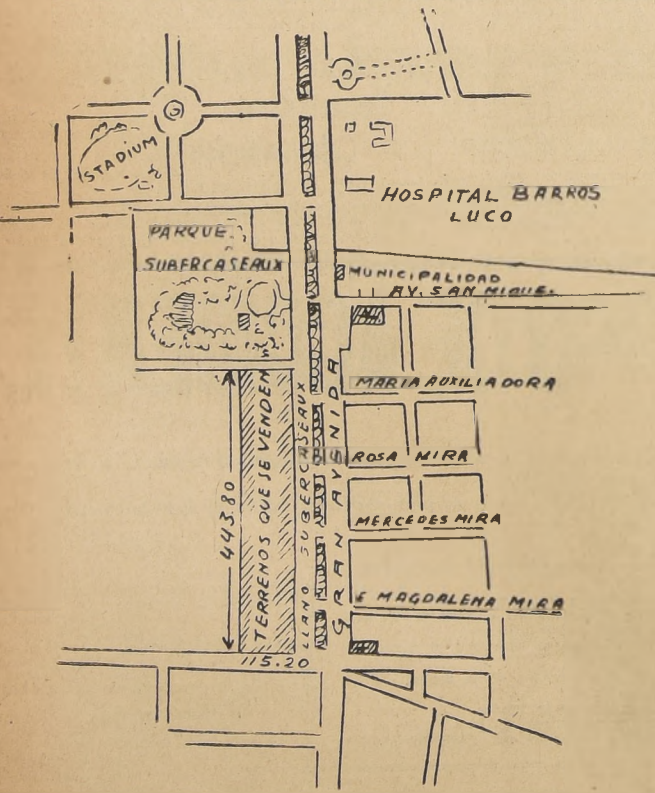 STADIUM
HOSPITAL BARROS
LUCO
PARQUE
SUBERCASEAUX
MUNICIPALIDAD
AV. SAN MIGUEL
MARIA AUXILIADORA
ROSA MIRA
MERCEDES MIRA
E MAGDALENA MIRA
443.80
TERRENOS QUE SE VENDEN
LLANO SUBERCASEAUX
GRAN AVENIDA
115.20